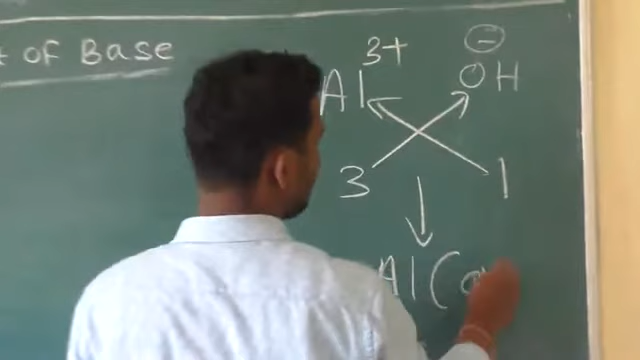 of Base
Al 3+ OH ⊖
3 1
Al(O